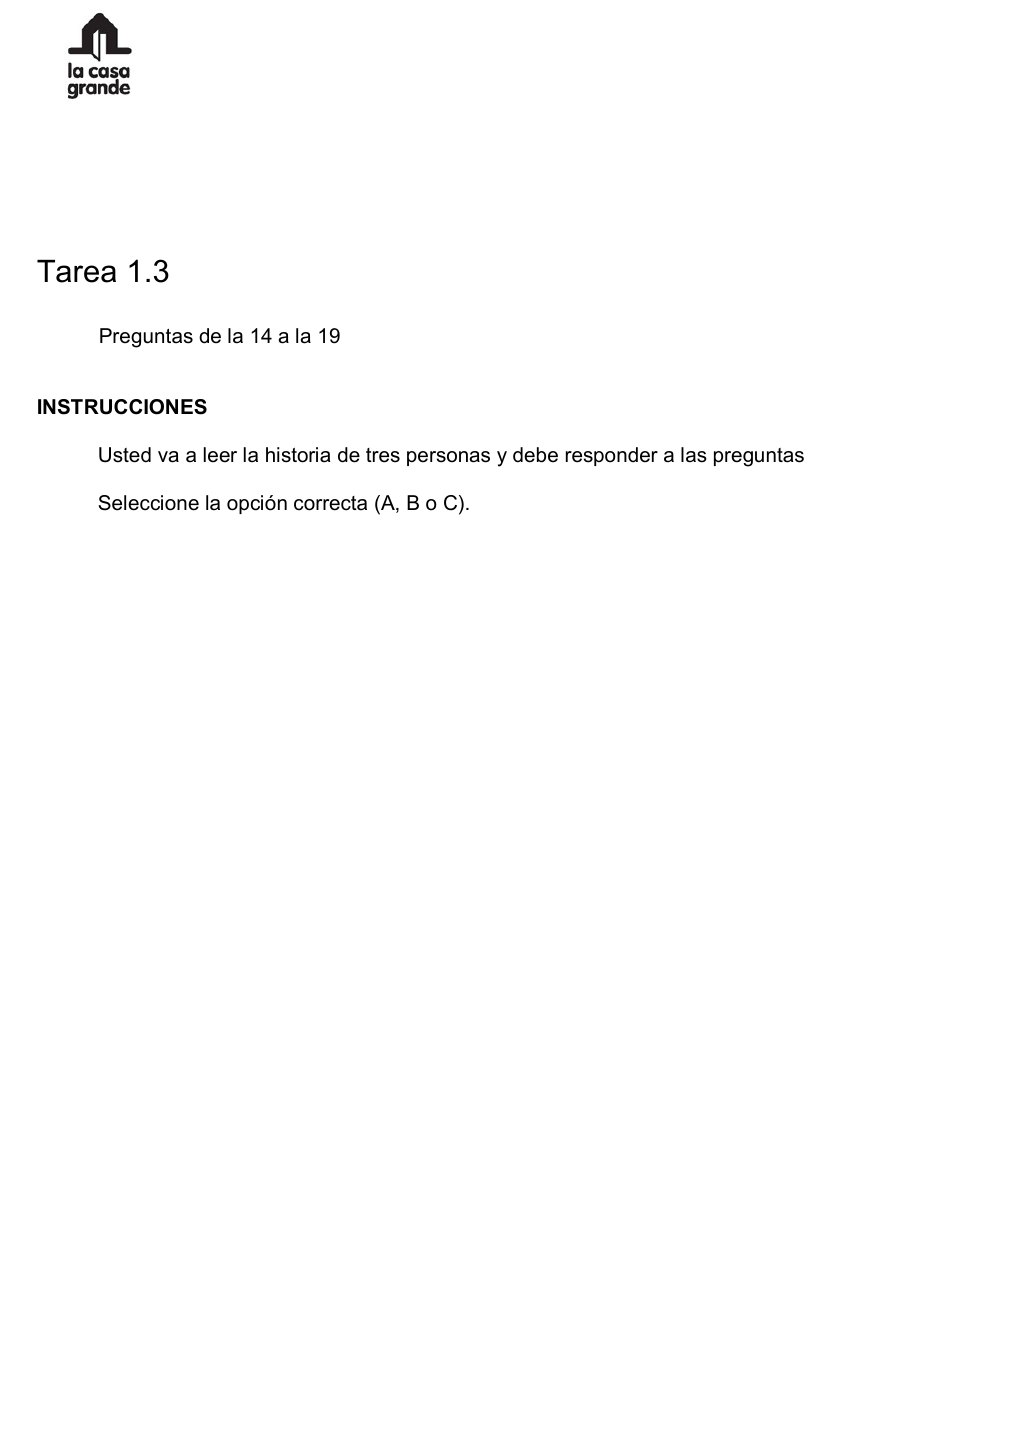 la casa
grande
Tarea 1.3
Preguntas de la 14 a la 19
INSTRUCCIONES
Usted va a leer la historia de tres personas y debe responder a las preguntas
Seleccione la opción correcta (A, B o C).